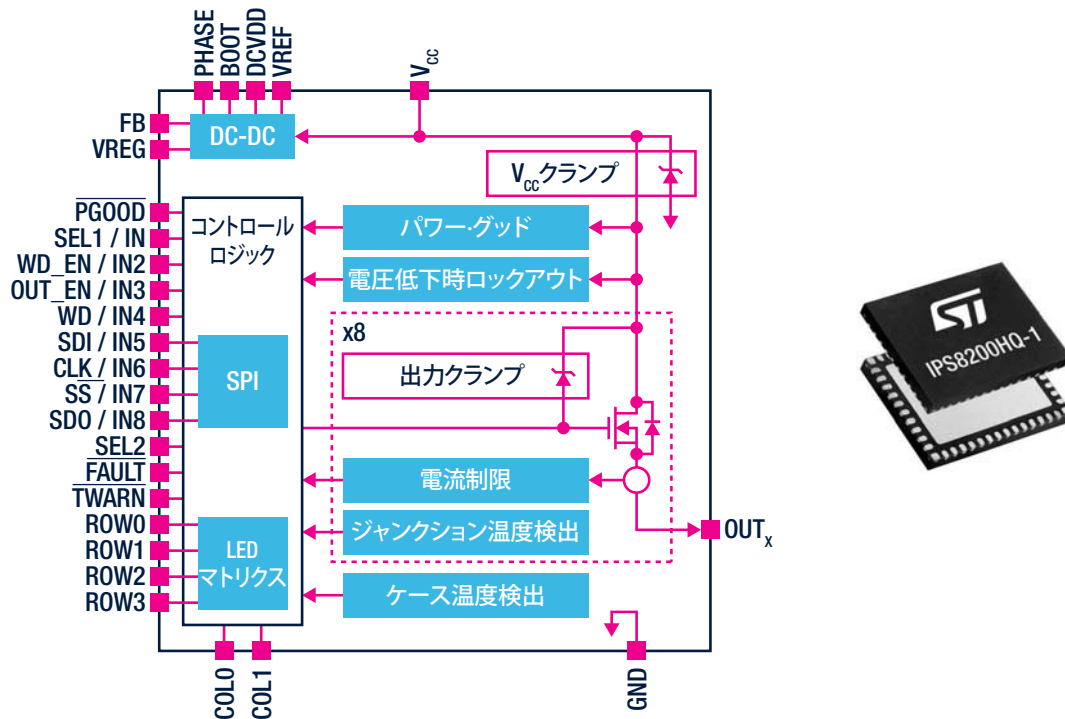 PHASE
BOOT
DCVDD
VREF
VCC
FB
VREG
DC-DC
VCCクランプ
PGOOD
SEL1 / IN
WD_EN / IN2
OUT_EN / IN3
WD / IN4
SDI / IN5
CLK / IN6
SS / IN7
SDO / IN8
SEL2
FAULT
TWARN
ROW0
ROW1
ROW2
ROW3
コントロール
ロジック
SPI
LED
マトリクス
パワー・グッド
電圧低下時ロックアウト
x8
出力クランプ
電流制限
ジャンクション温度検出
ケース温度検出
OUTx
COL0
COL1
GND
ST
IPS8200HQ-1